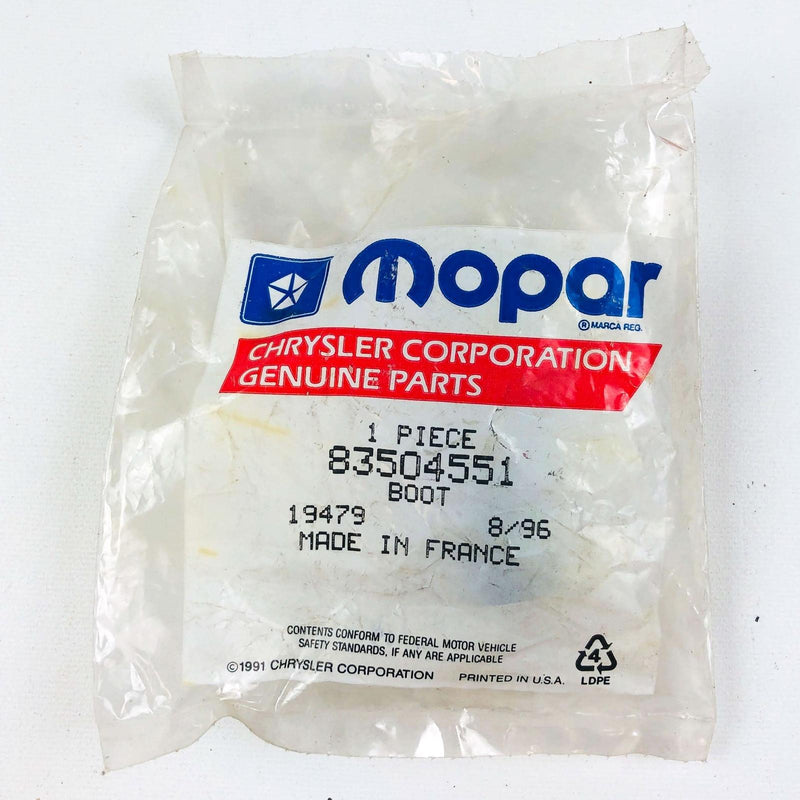 mopar
® MARCA REG.
CHRYSLER CORPORATION
GENUINE PARTS
1 PIECE
83504551
BOOT
19479 8/96
MADE IN FRANCE
CONTENTS CONFORM TO FEDERAL MOTOR VEHICLE
SAFETY STANDARDS, IF ANY ARE APPLICABLE
©1991 CHRYSLER CORPORATION PRINTED IN U.S.A.
4
LDPE